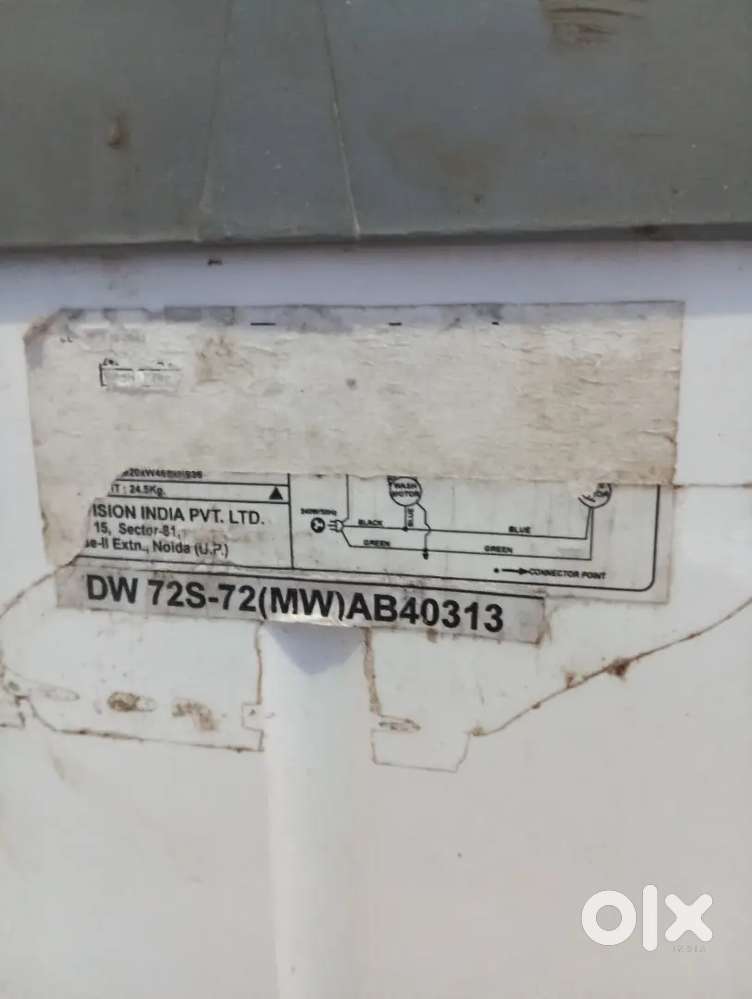 : 24.5Kg.
ISION INDIA PVT. LTD.
15, Sector-81,
e-II Extn., Noida (U.P.)
WASH
MOTOR
BLACK
BLUE
BLUE
GREEN
GREEN
CONNECTOR POINT
DW 72S-72(MW)AB40313
olx
INDIA